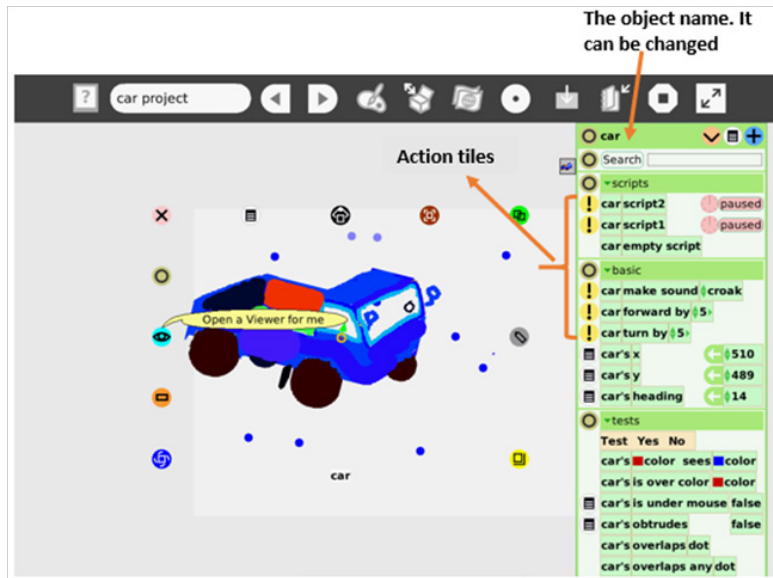 The object name. It
can be changed
?
car project
car
Action tiles
Search
scripts
! car script2 paused
! car script1 paused
car empty script
basic
! car make sound croak
! car forward by 5
! car turn by 5
car's x 510
car's y 489
car's heading 14
tests
Test Yes No
car's color sees color
car's is over color color
car's is under mouse false
car's obtrudes false
car's overlaps dot
car's overlaps any dot
Open a Viewer for me
car